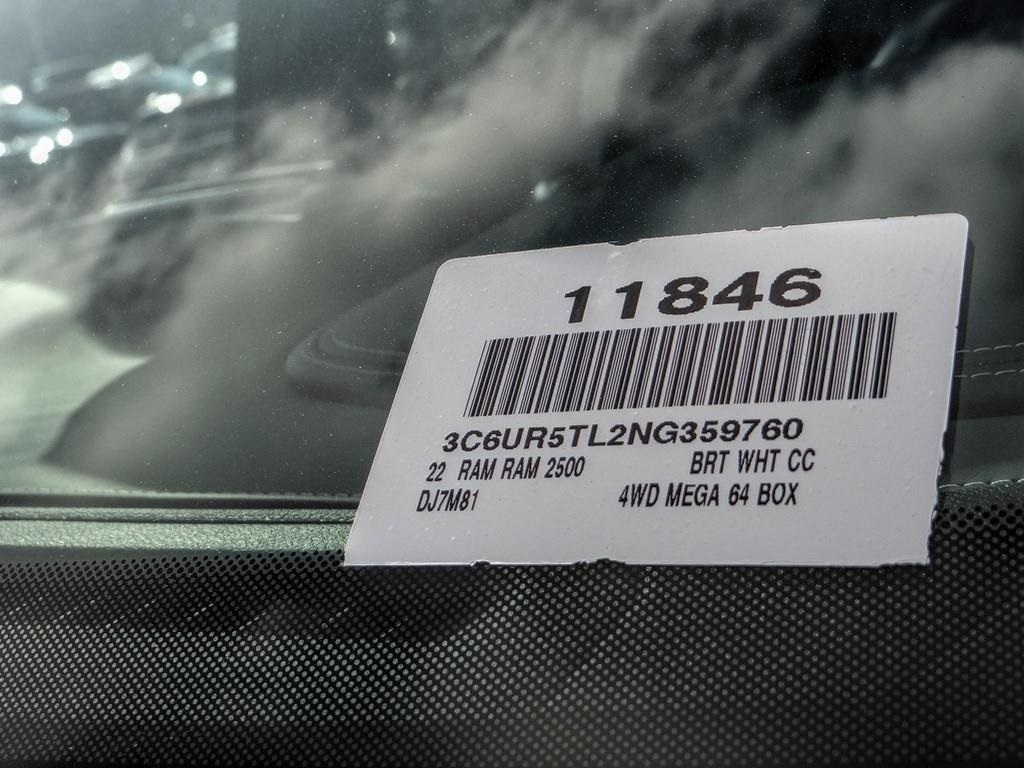 11846
3C6UR5TL2NG359760
22 RAM RAM 2500 BRT WHT CC
DJ7M81 4WD MEGA 64 BOX